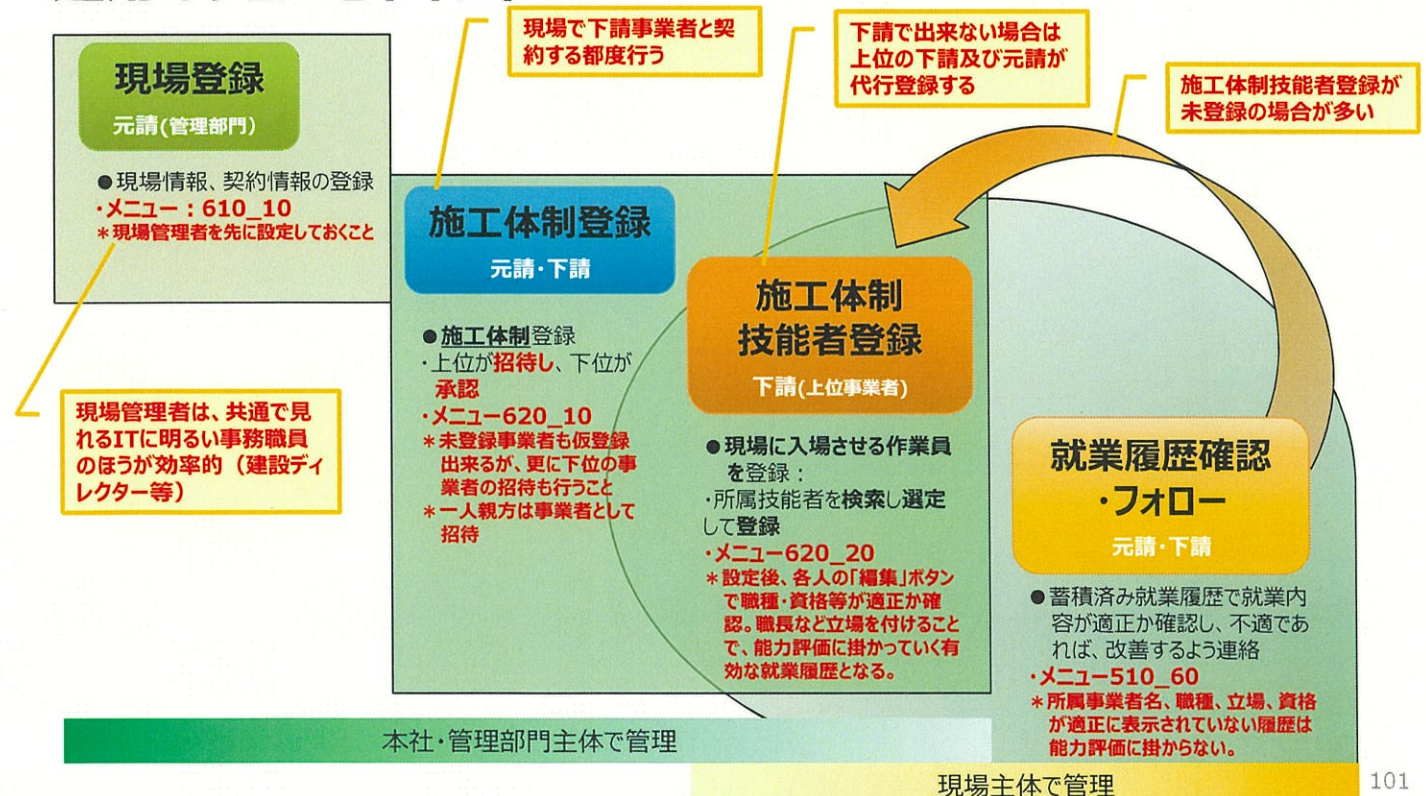 現場で下請事業者と契
約する都度行う
下請で出来ない場合は
上位の下請及び元請が
代行登録する
施工体制技能者登録が
未登録の場合が多い
現場登録
元請(管理部門)
●現場情報、契約情報の登録
・メニュー：610_10
＊現場管理者を先に設定しておくこと
現場管理者は、共通で見
れるITに明るい事務職員
のほうが効率的（建設ディ
レクター等）
施工体制登録
元請・下請
●施工体制登録
・上位が招待し、下位が
承認
・メニュー620_10
＊未登録事業者も仮登録
出来るが、更に下位の事
業者の招待も行うこと
＊一人親方は事業者として
招待
施工体制
技能者登録
下請(上位事業者)
●現場に入場させる作業員
を登録：
・所属技能者を検索し選定
して登録
・メニュー620_20
＊設定後、各人の「編集」ボタン
で職種・資格等が適正か確
認。職長など立場を付けること
で、能力評価に掛かっていく有
効な就業履歴となる。
就業履歴確認
・フォロー
元請・下請
●蓄積済み就業履歴で就業内
容が適正か確認し、不適であ
れば、改善するよう連絡
・メニュー510_60
＊所属事業者名、職種、立場、資格
が適正に表示されていない履歴は
能力評価に掛からない。
本社・管理部門主体で管理
現場主体で管理
101